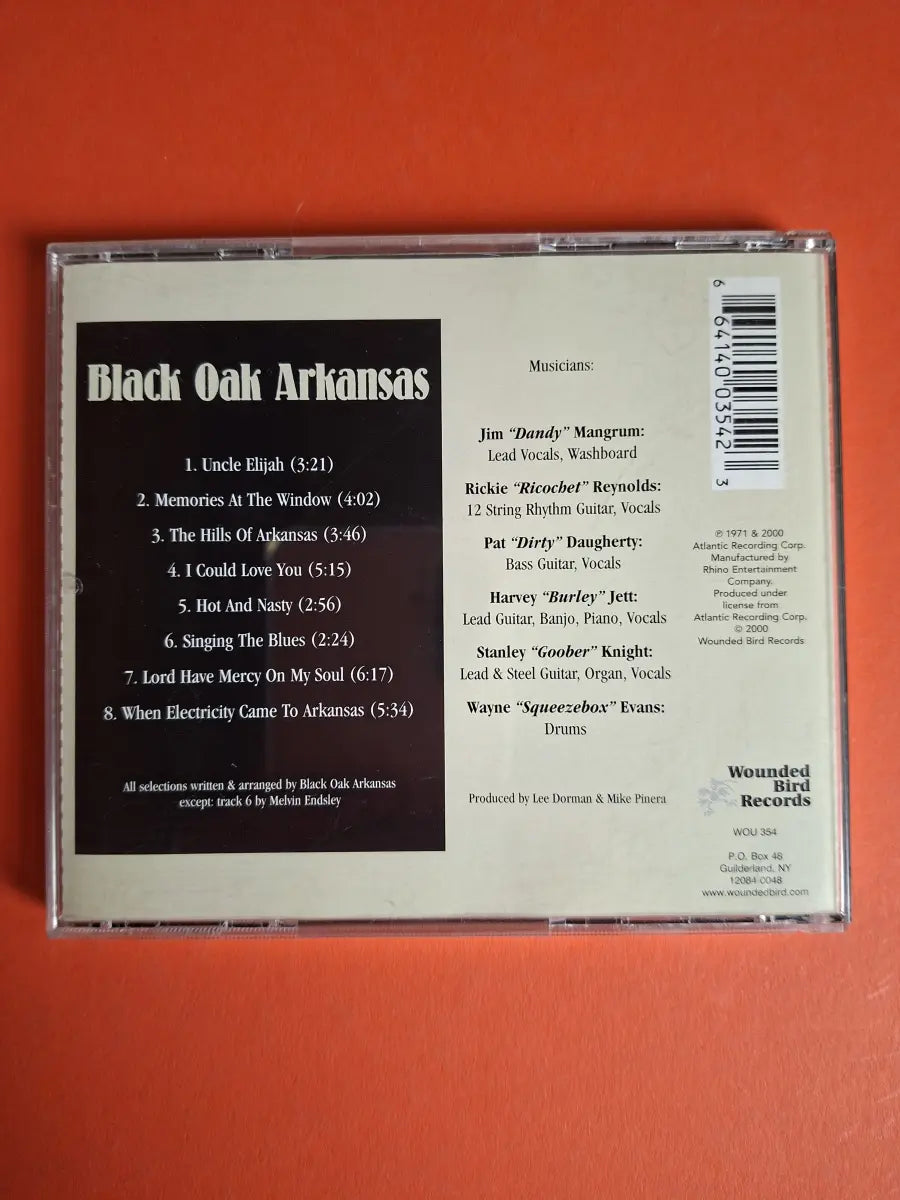 Black Oak Arkansas
1. Uncle Elijah (3:21)
2. Memories At The Window (4:02)
3. The Hills Of Arkansas (3:46)
4. I Could Love You (5:15)
5. Hot And Nasty (2:56)
6. Singing The Blues (2:24)
7. Lord Have Mercy On My Soul (6:17)
8. When Electricity Came To Arkansas (5:34)
All selections written & arranged by Black Oak Arkansas
except: track 6 by Melvin Endsley
Musicians:
Jim “Dandy” Mangrum:
Lead Vocals, Washboard
Rickie “Ricochet” Reynolds:
12 String Rhythm Guitar, Vocals
Pat “Dirty” Daugherty:
Bass Guitar, Vocals
Harvey “Burley” Jett:
Lead Guitar, Banjo, Piano, Vocals
Stanley “Goober” Knight:
Lead & Steel Guitar, Organ, Vocals
Wayne “Squeezebox” Evans:
Drums
Produced by Lee Dorman & Mike Pinera
6 64140 03542 3
℗ 1971 & 2000
Atlantic Recording Corp.
Manufactured by
Rhino Entertainment
Company.
Produced under
license from
Atlantic Recording Corp.
© 2000
Wounded Bird Records
Wounded
Bird
Records
WOU 354
P.O. Box 48
Guilderland, NY
12084-0048
www.woundedbird.com